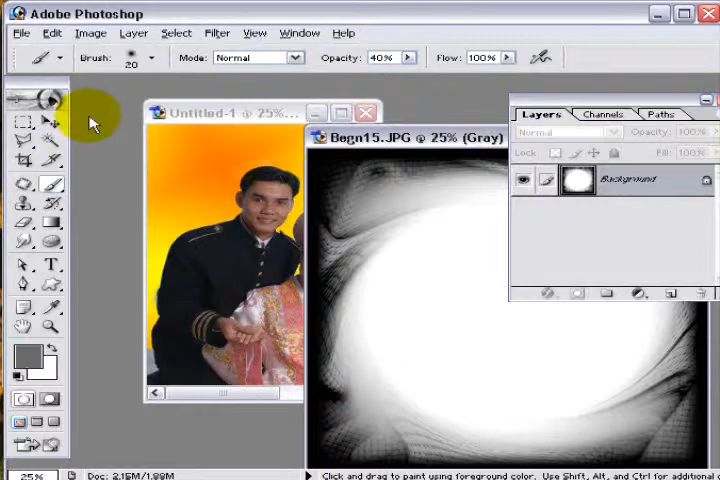 Adobe Photoshop
File Edit Image Layer Select Filter View Window Help
Brush: 20 Mode: Normal Opacity: 40% Flow: 100%
Untitled-1 @ 25%...
Bøgn15.JPG @ 25% (Gray)
Layers Channels Paths
Normal Opacity: 100%
Lock: Fill: 100%
Background
T
25% Doc: 2.15M/1.99M Click and drag to paint using foreground color. Use Shift, Alt, and Ctrl for additional